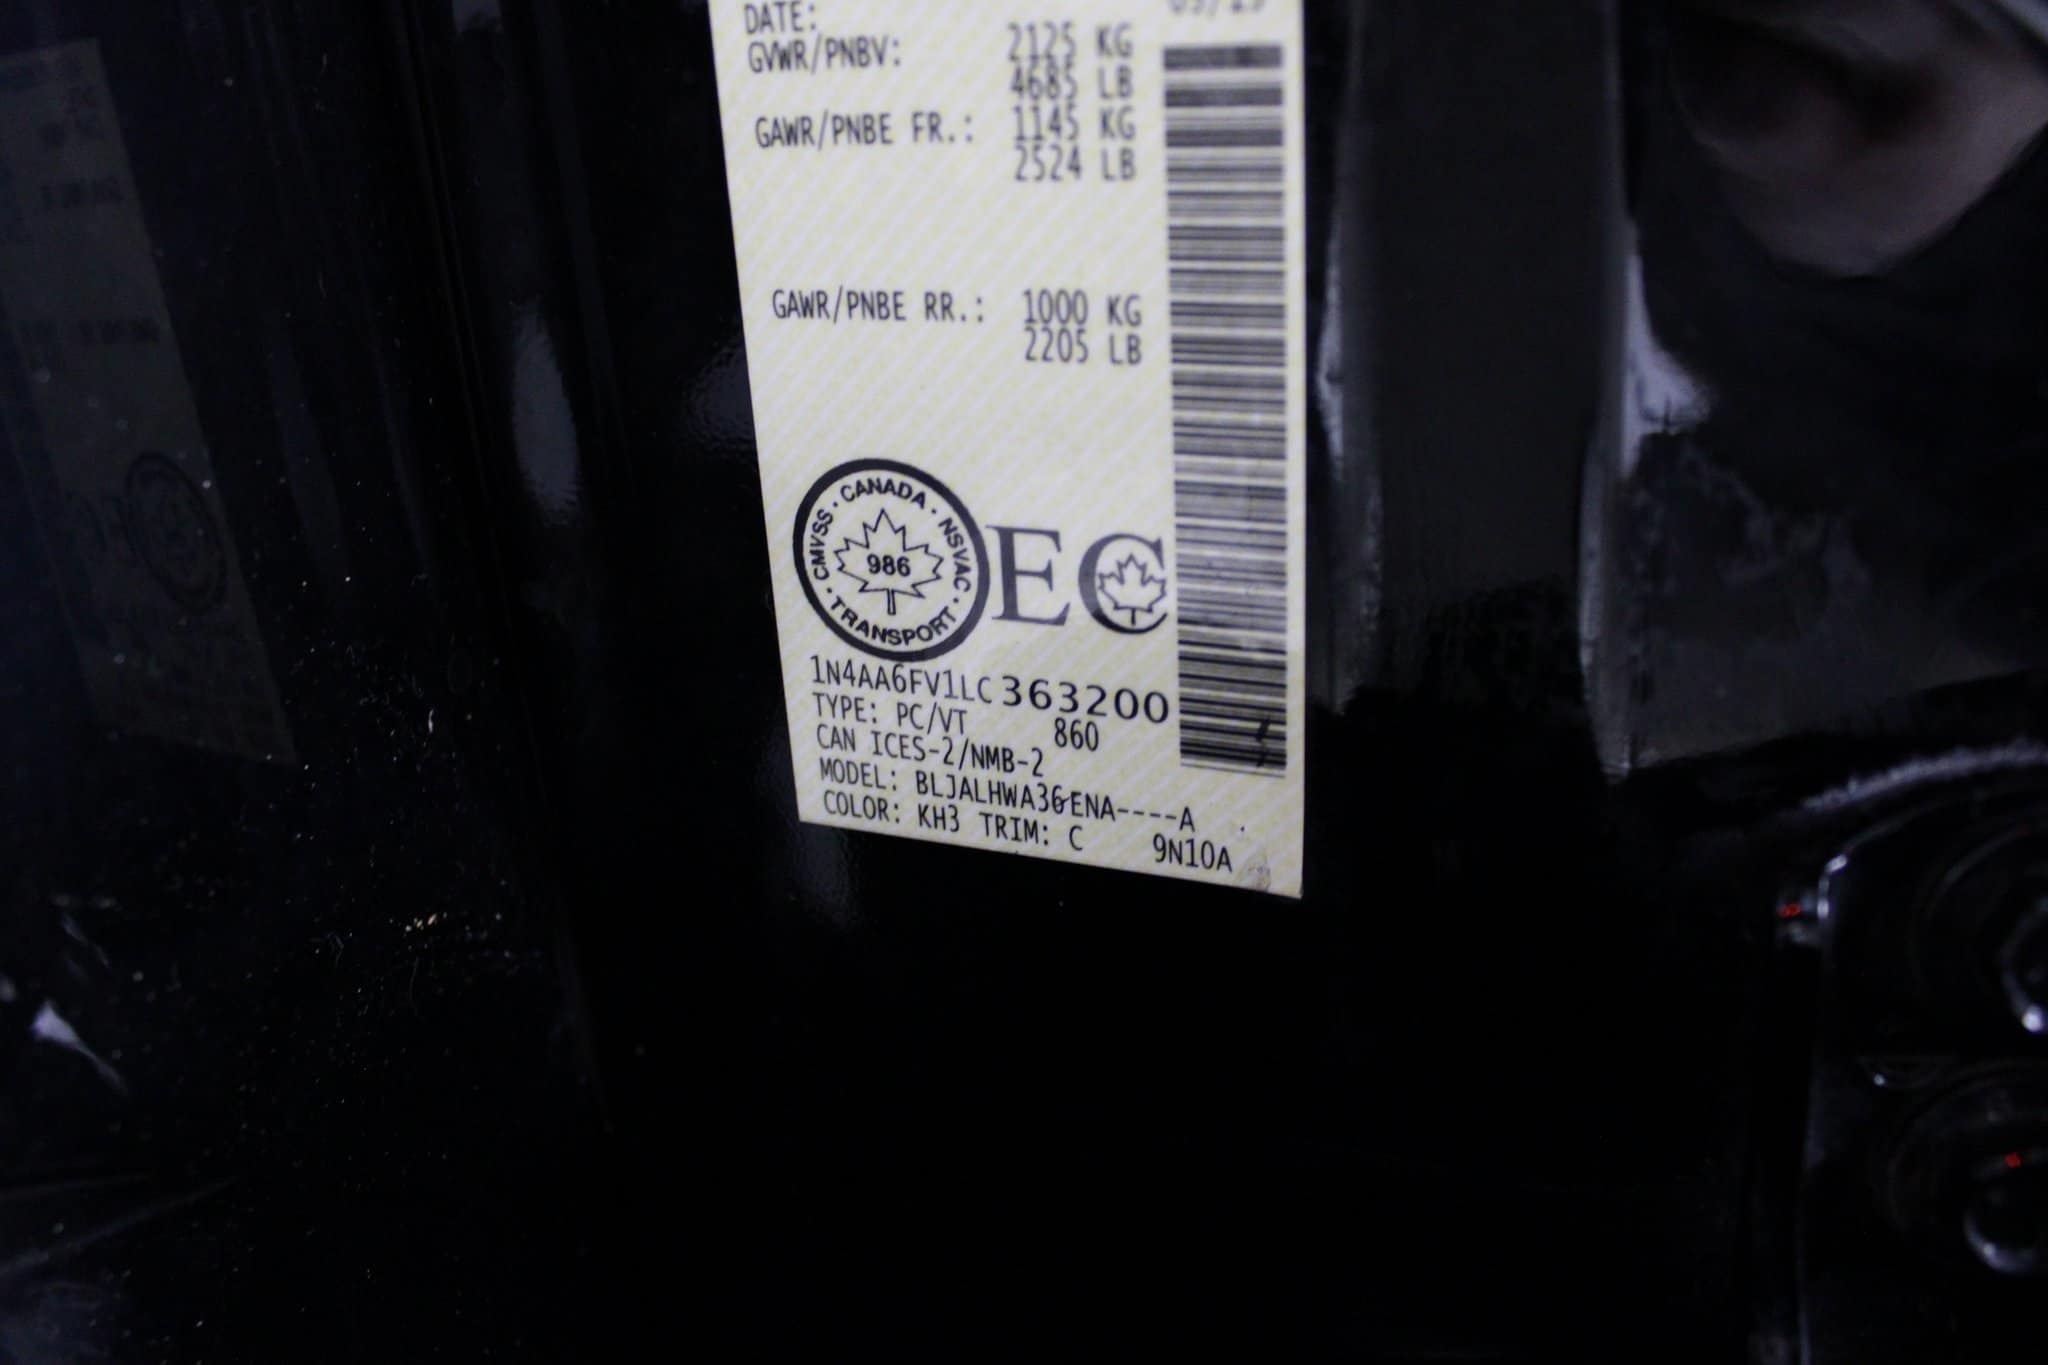 DATE:
GVWR/PNBV: 2125 KG
4685 LB
GAWR/PNBE FR.: 1145 KG
2524 LB
GAWR/PNBE RR.: 1000 KG
2205 LB
· CANADA · NSVAC · TRANSPORT · CMVSS
986
EC
1N4AA6FV1LC363200
TYPE: PC/VT 860
CAN ICES-2/NMB-2
MODEL: BLJALHWA36ENA----A
COLOR: KH3 TRIM: C 9N10A